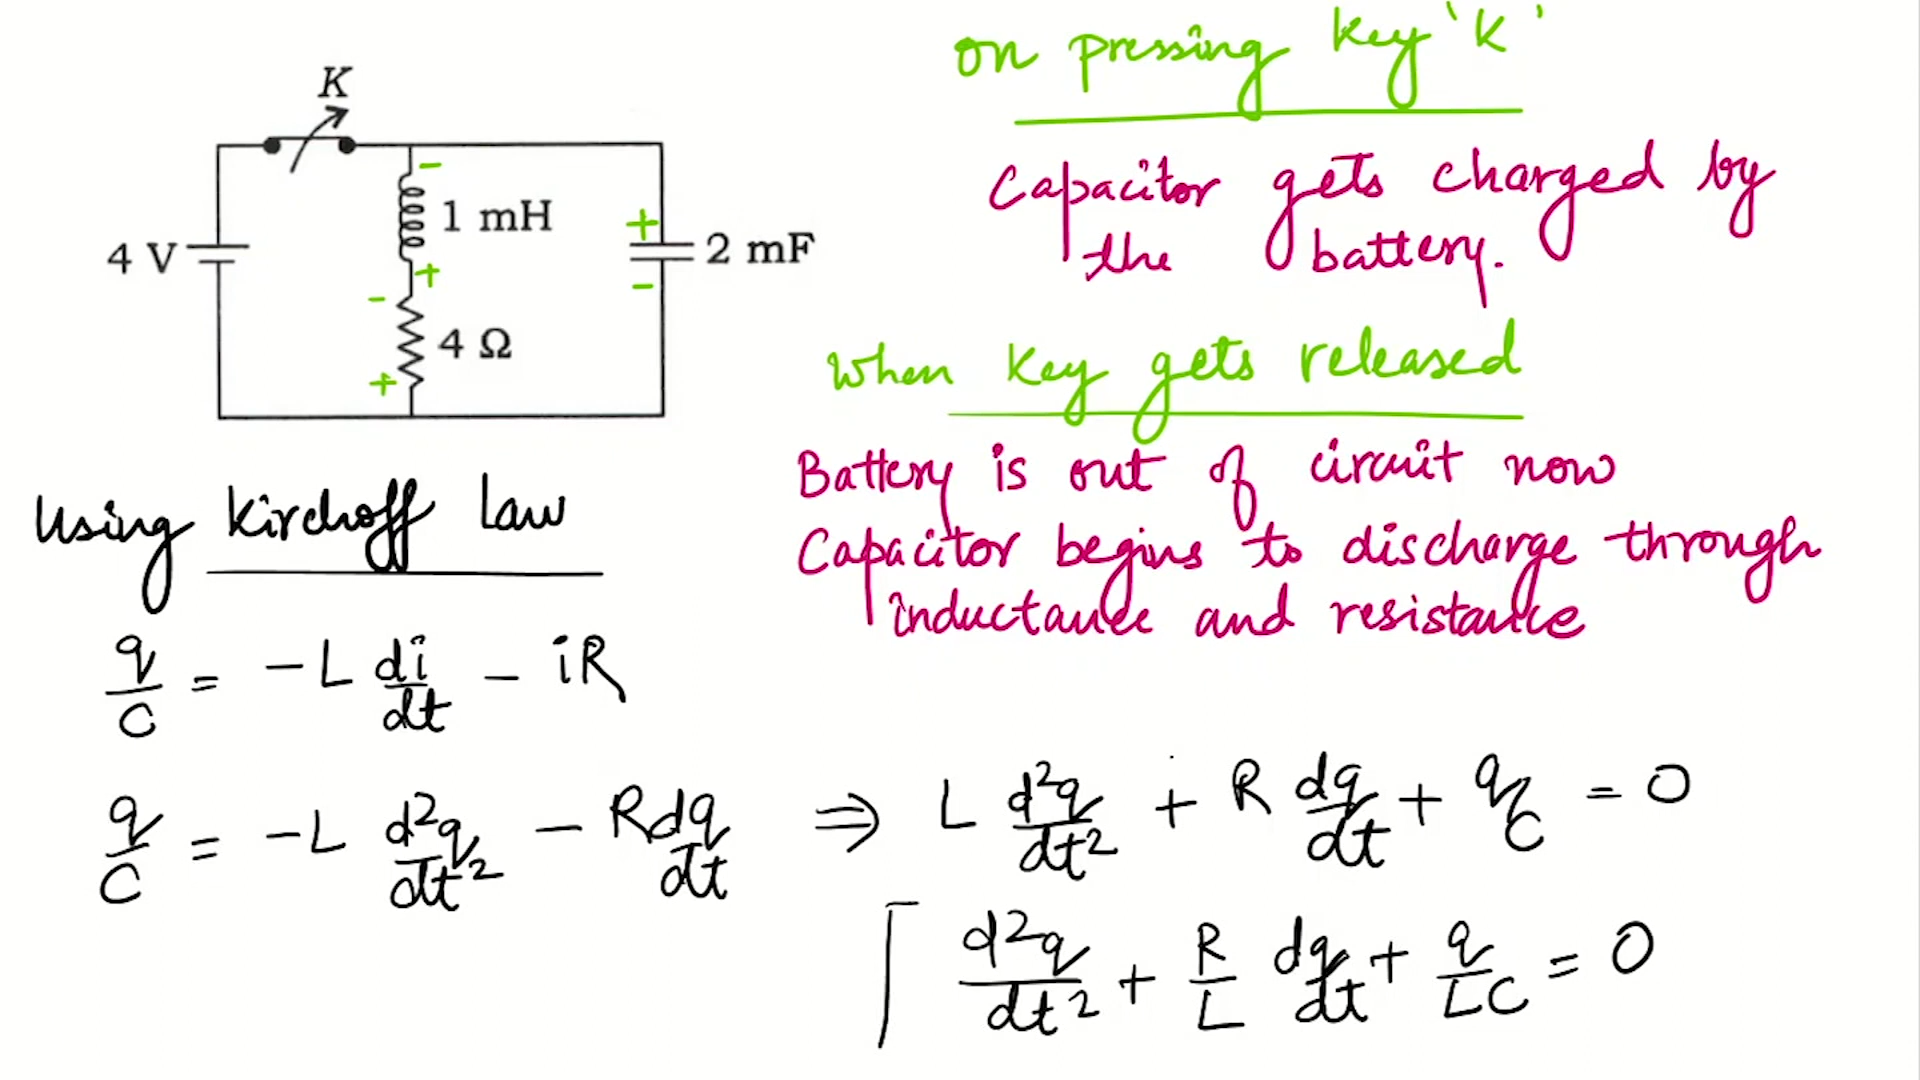 on pressing key 'K'
Capacitor gets charged by
the battery.
When key gets released
Battery is out of circuit now
Capacitor begins to discharge through
inductance and resistance
K
4 V
1 mH
4 Ω
2 mF
− + − + + −
Using Kirchoff Law
q/C = -L di/dt - iR
q/C = -L d²q/dt² - R dq/dt ⇒ L d²q/dt² + R dq/dt + q/C = 0
d²q/dt² + R/L dq/dt + q/LC = 0